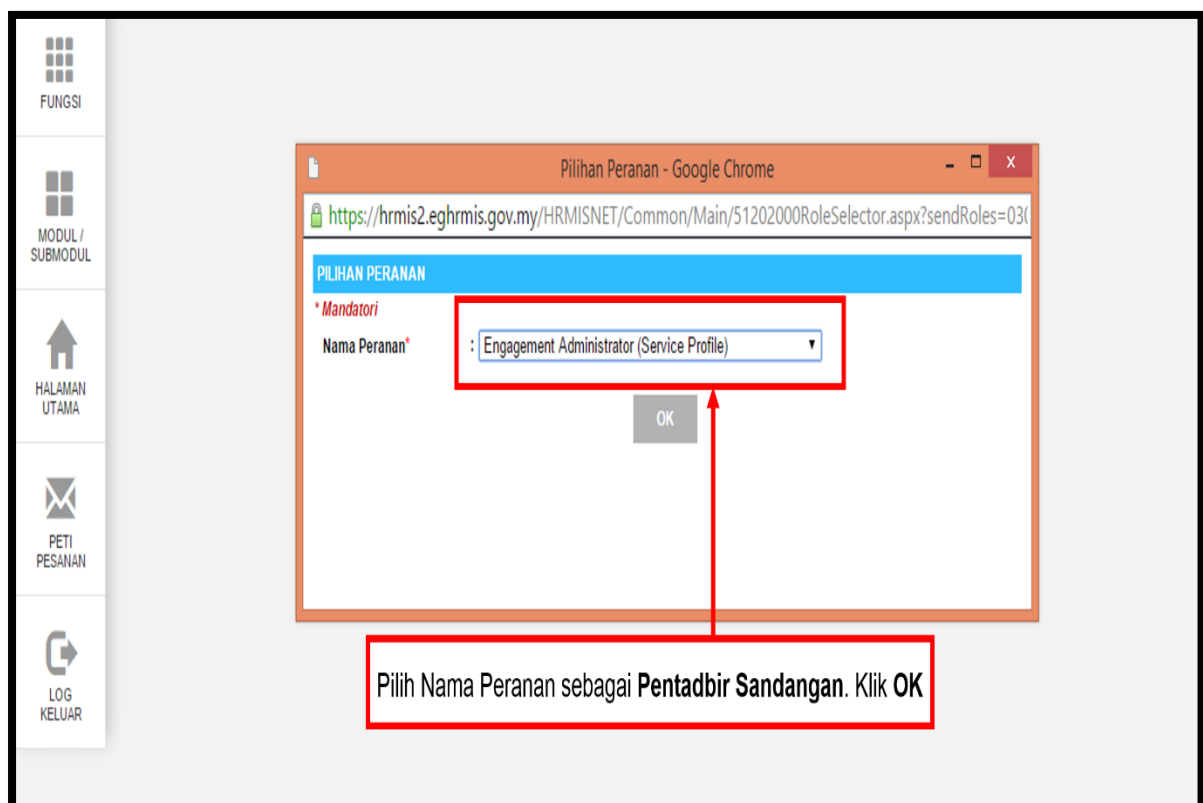 FUNGSI
MODUL /
SUBMODUL
HALAMAN
UTAMA
PETI
PESANAN
LOG
KELUAR
Pilihan Peranan - Google Chrome
https://hrmis2.eghrmis.gov.my/HRMISNET/Common/Main/51202000RoleSelector.aspx?sendRoles=030
PILIHAN PERANAN
* Mandatori
Nama Peranan* : Engagement Administrator (Service Profile)
OK
Pilih Nama Peranan sebagai Pentadbir Sandangan. Klik OK